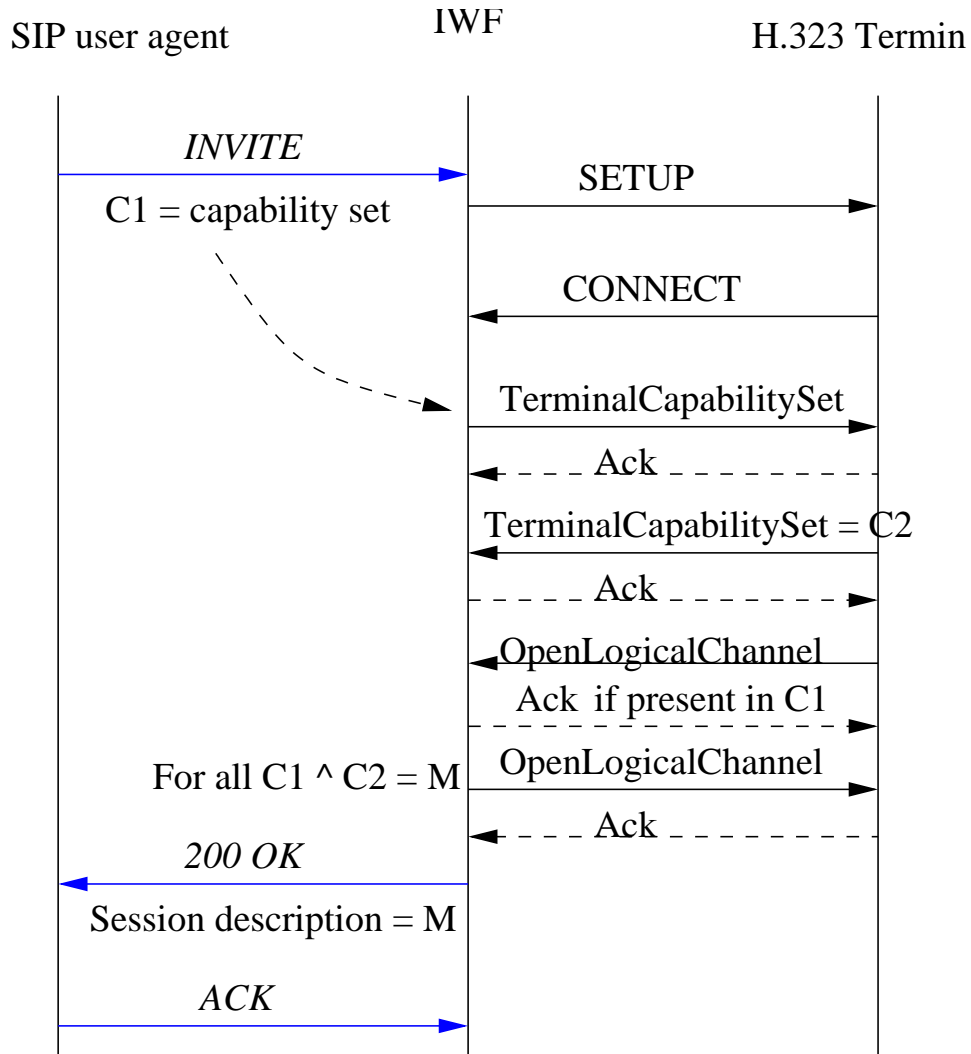 SIP user agent
IWF
H.323 Termin
INVITE
SETUP
C1 = capability set
CONNECT
TerminalCapabilitySet
Ack
TerminalCapabilitySet = C2
Ack
OpenLogicalChannel
Ack if present in C1
For all C1 ^ C2 = M
OpenLogicalChannel
Ack
200 OK
Session description = M
ACK